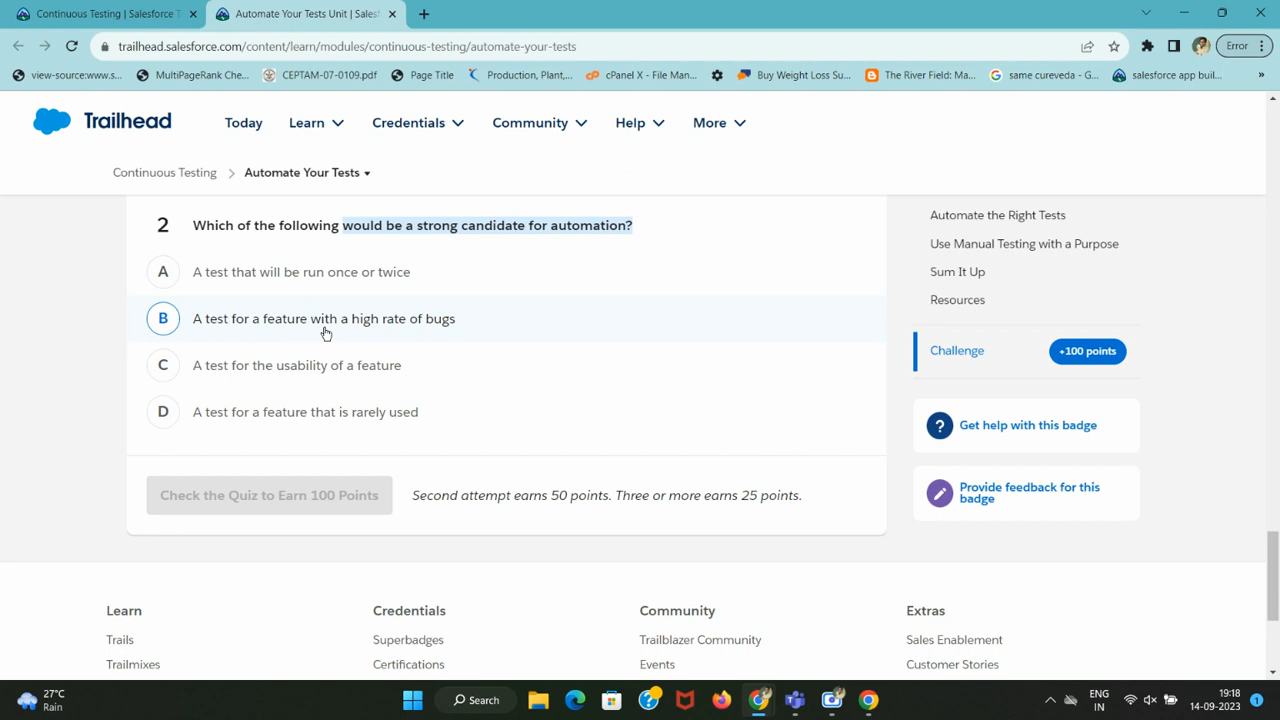 Continuous Testing | Salesforce T
Automate Your Tests Unit | Sales
trailhead.salesforce.com/content/learn/modules/continuous-testing/automate-your-tests
Error
view-source:www.s...
MultiPageRank Che...
CEPTAM-07-0109.pdf
Page Title
Production, Plant,...
cPanel X - File Man...
Buy Weight Loss Su...
The River Field: Ma...
same cureveda - G...
salesforce app buil...
»
Trailhead
Today
Learn
Credentials
Community
Help
More
Continuous Testing
Automate Your Tests
2 Which of the following would be a strong candidate for automation?
A A test that will be run once or twice
B A test for a feature with a high rate of bugs
C A test for the usability of a feature
D A test for a feature that is rarely used
Check the Quiz to Earn 100 Points
Second attempt earns 50 points. Three or more earns 25 points.
Automate the Right Tests
Use Manual Testing with a Purpose
Sum It Up
Resources
Challenge
+100 points
? Get help with this badge
Provide feedback for this
badge
Learn
Trails
Trailmixes
Credentials
Superbadges
Certifications
Community
Trailblazer Community
Events
Extras
Sales Enablement
Customer Stories
27°C
Rain
Search
ENG
IN
19:18
14-09-2023
1